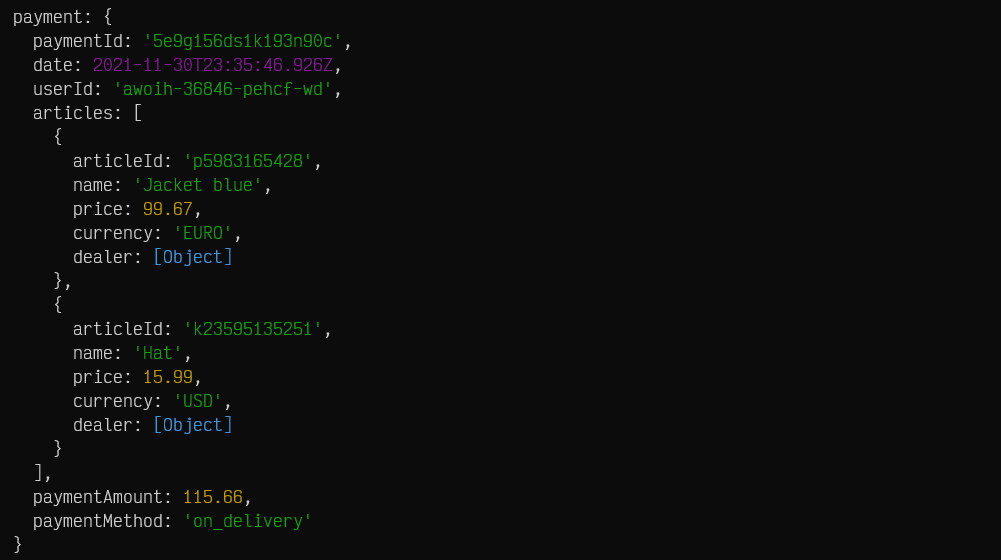 payment: {
  paymentId: '5e9g156ds1k193n90c',
  date: 2021-11-30T23:35:46.926Z,
  userId: 'awoih-36846-pehcf-wd',
  articles: [
    {
      articleId: 'p5983165428',
      name: 'Jacket blue',
      price: 99.67,
      currency: 'EURO',
      dealer: [Object]
    },
    {
      articleId: 'k23595135251',
      name: 'Hat',
      price: 15.99,
      currency: 'USD',
      dealer: [Object]
    }
  ],
  paymentAmount: 115.66,
  paymentMethod: 'on_delivery'
}